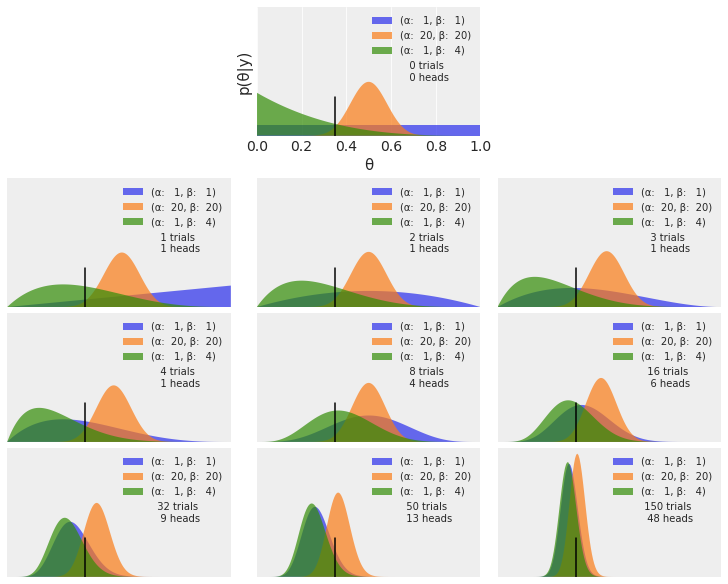 p(θ|y)
(α: 1, β: 1)
(α: 20, β: 20)
(α: 1, β: 4)
0 trials
0 heads
0.0 0.2 0.4 0.6 0.8 1.0
θ
(α: 1, β: 1)
(α: 20, β: 20)
(α: 1, β: 4)
1 trials
1 heads
(α: 1, β: 1)
(α: 20, β: 20)
(α: 1, β: 4)
2 trials
1 heads
(α: 1, β: 1)
(α: 20, β: 20)
(α: 1, β: 4)
3 trials
1 heads
(α: 1, β: 1)
(α: 20, β: 20)
(α: 1, β: 4)
4 trials
1 heads
(α: 1, β: 1)
(α: 20, β: 20)
(α: 1, β: 4)
8 trials
4 heads
(α: 1, β: 1)
(α: 20, β: 20)
(α: 1, β: 4)
16 trials
6 heads
(α: 1, β: 1)
(α: 20, β: 20)
(α: 1, β: 4)
32 trials
9 heads
(α: 1, β: 1)
(α: 20, β: 20)
(α: 1, β: 4)
50 trials
13 heads
(α: 1, β: 1)
(α: 20, β: 20)
(α: 1, β: 4)
150 trials
48 heads